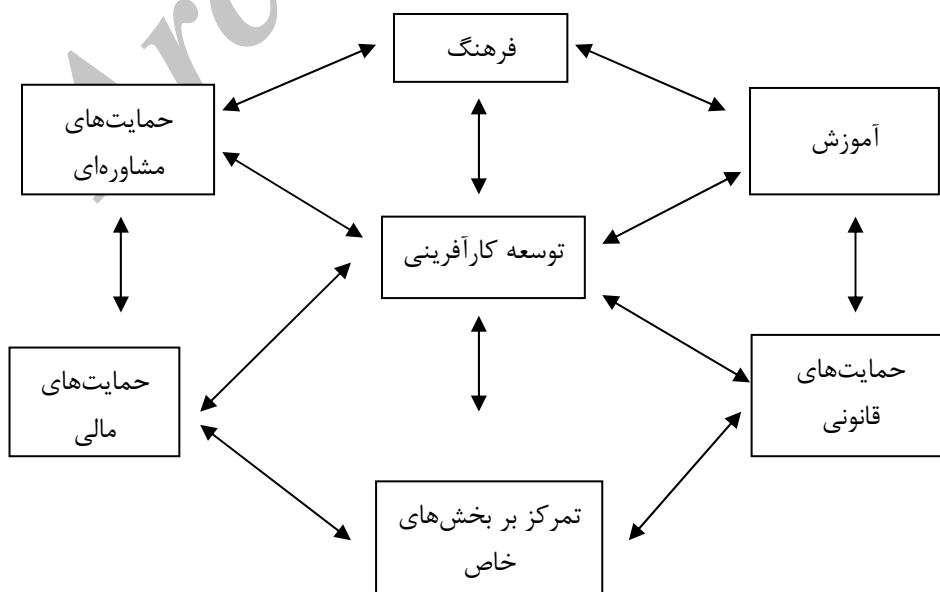 Arc
فرهنگ
حمایت‌های
مشاوره‌ای
آموزش
توسعه کارآفرینی
حمایت‌های
مالی
حمایت‌های
قانونی
تمرکز بر بخش‌های
خاص